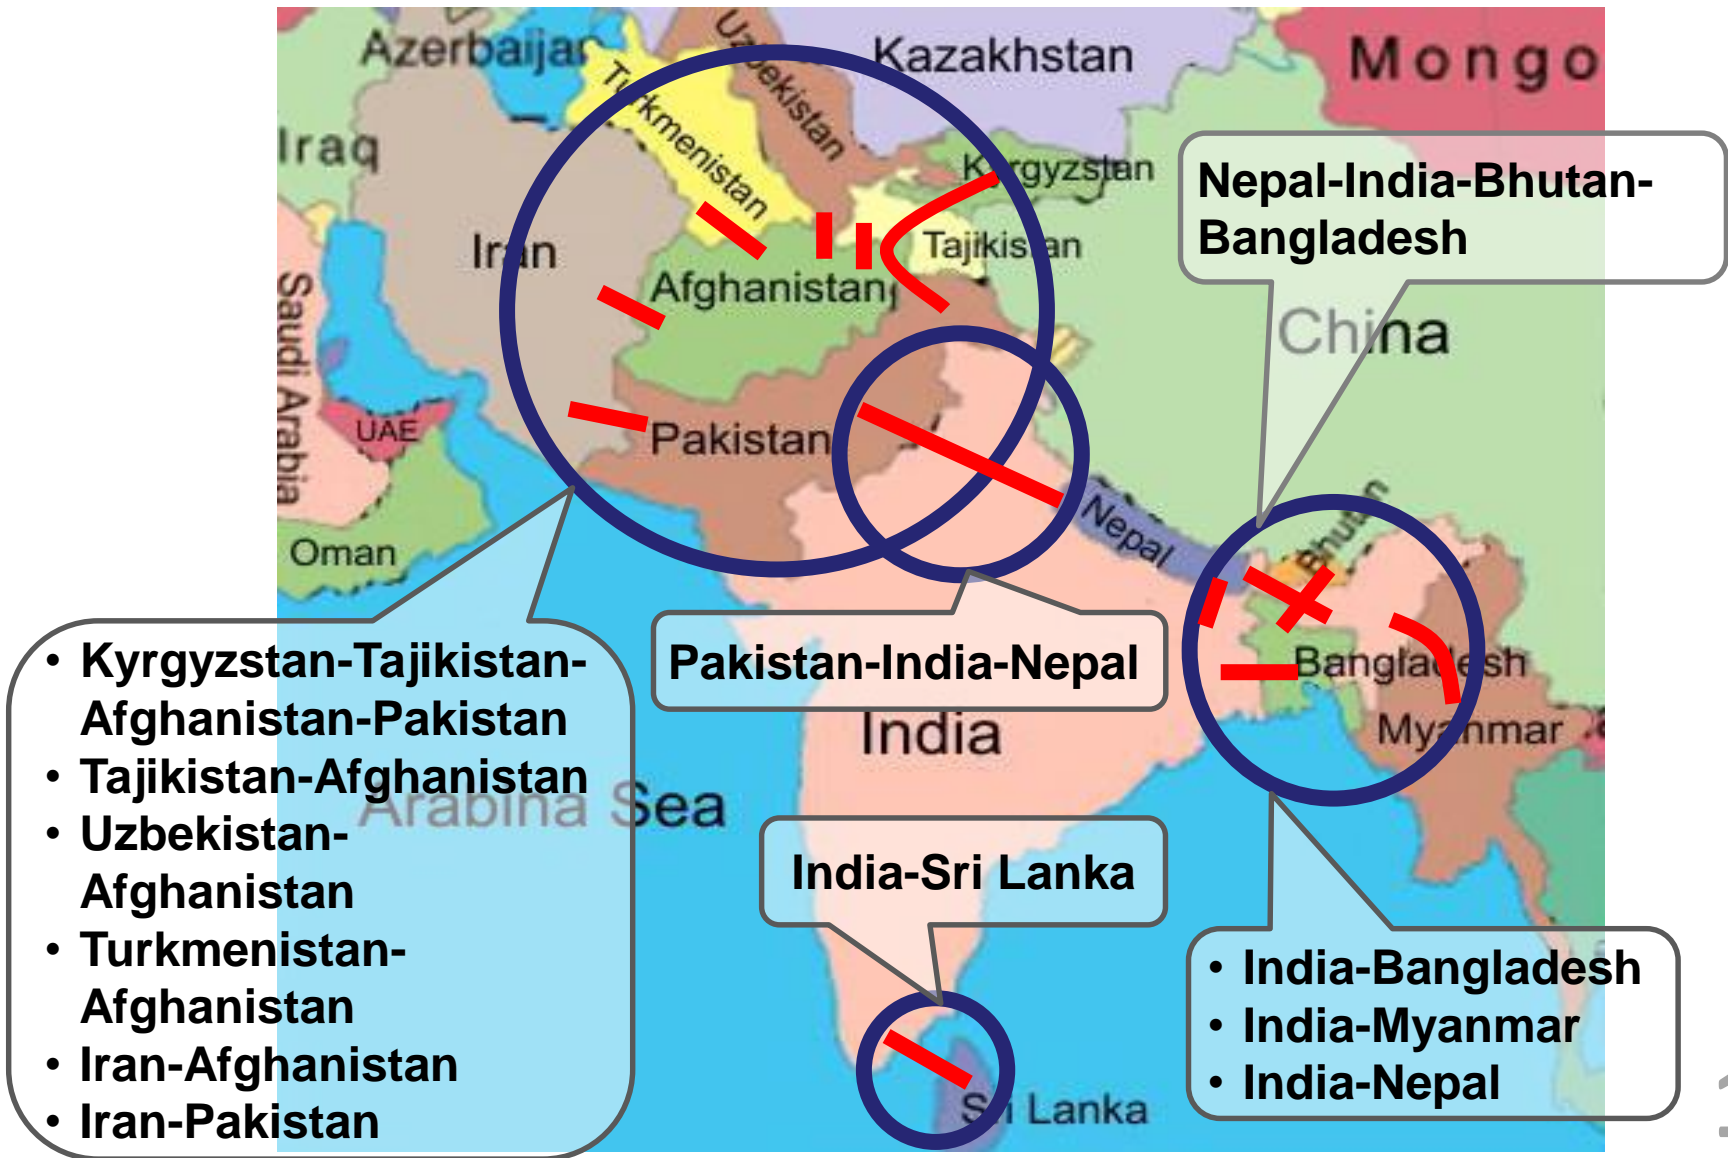 Azerbaijan
Uzbekistan
Kazakhstan
Mongo
Turkmenistan
Iraq
Kyrgyzstan
Nepal-India-Bhutan-
Bangladesh
Iran
Tajikistan
Afghanistan
Saudi Arabia
China
UAE
Pakistan
Oman
Nepal
Bhutan
• Kyrgyzstan-Tajikistan-
Afghanistan-Pakistan
• Tajikistan-Afghanistan
• Uzbekistan-
Afghanistan
• Turkmenistan-
Afghanistan
• Iran-Afghanistan
• Iran-Pakistan
Pakistan-India-Nepal
Bangladesh
India
Myanmar
Arabina Sea
India-Sri Lanka
• India-Bangladesh
• India-Myanmar
• India-Nepal
Sri Lanka